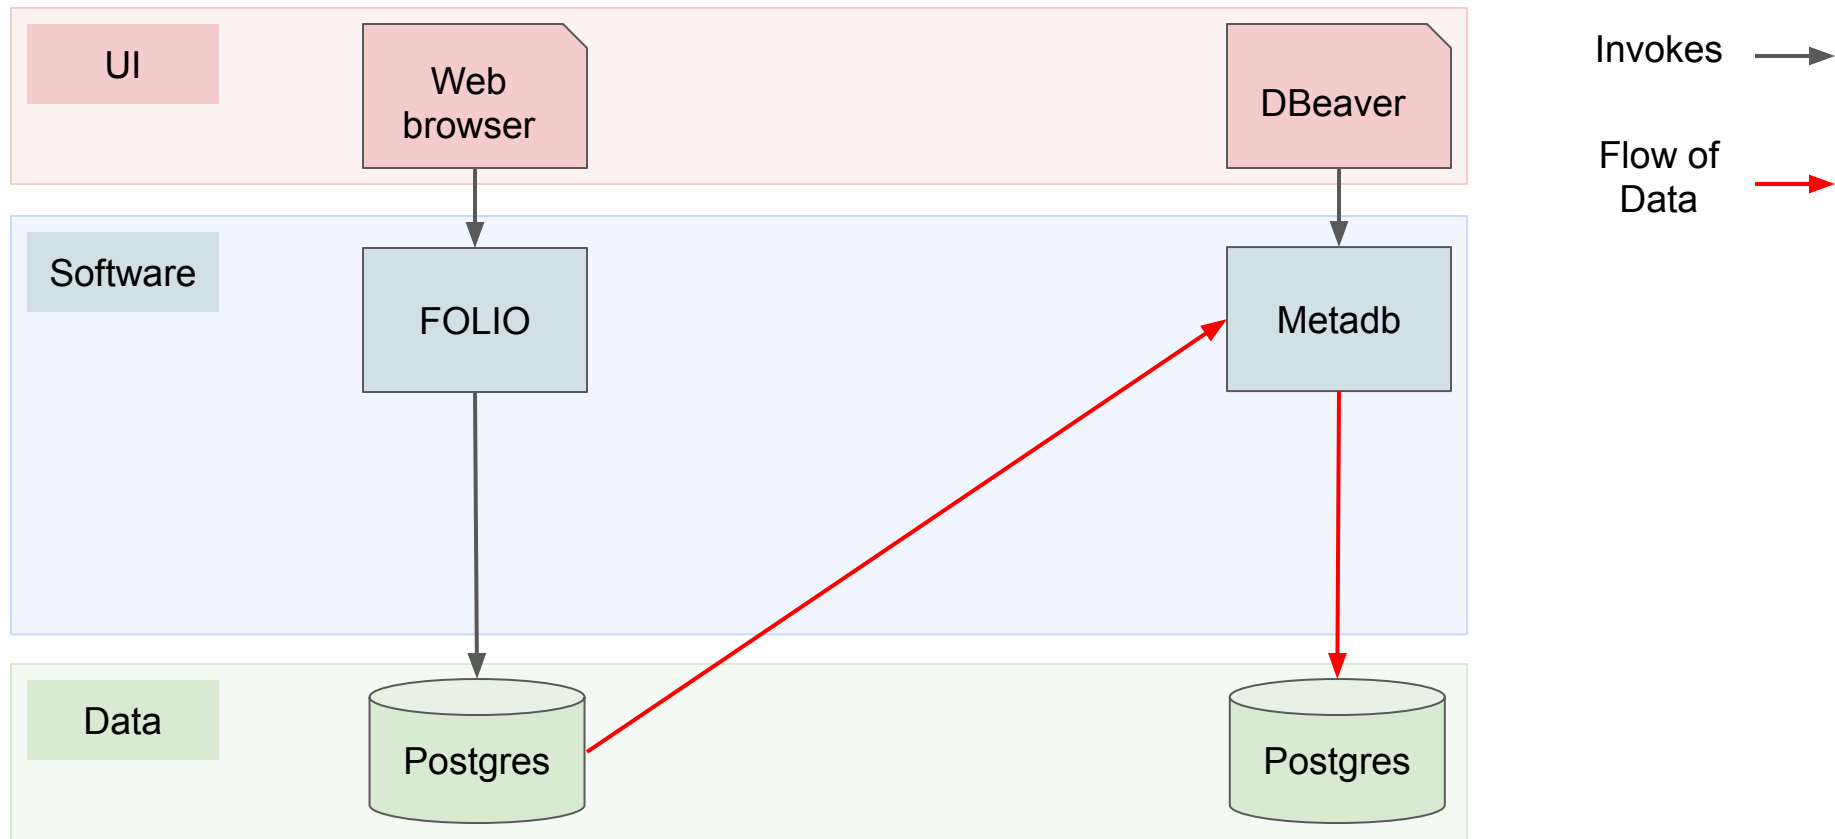 UI
Web
browser
DBeaver
Invokes
Flow of
Data
Software
FOLIO
Metadb
Data
Postgres
Postgres